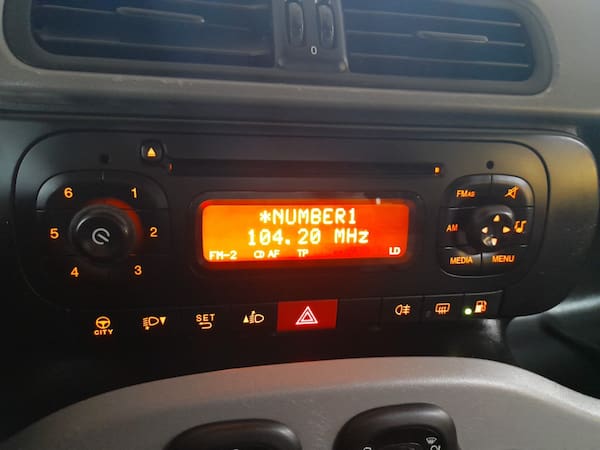 0
6 1
5 2
4 3
*NUMBER1
104.20 MHz
FM-2 CD AF TP LD
FMAS
AM
MEDIA MENU
CITY
SET